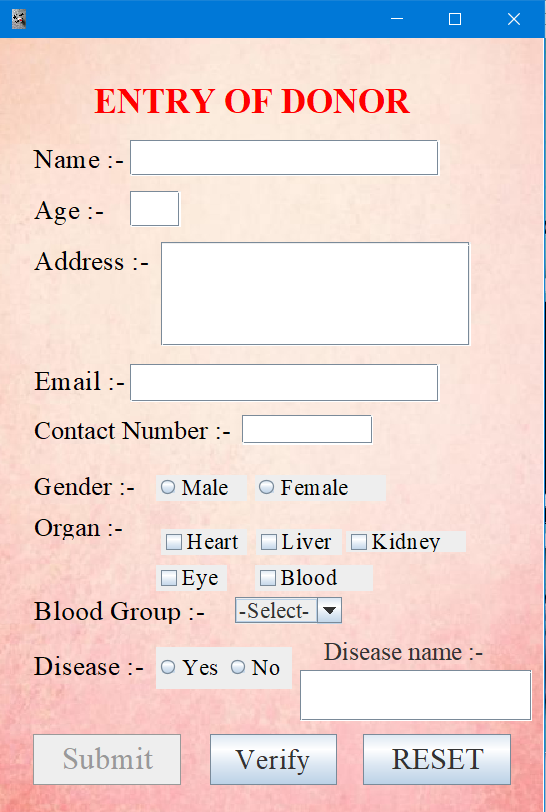 ENTRY OF DONOR
Name :-
Age :-
Address :-
Email :-
Contact Number :-
Gender :- Male Female
Organ :- Heart Liver Kidney
Eye Blood
Blood Group :- -Select-
Disease :- Yes No Disease name :-
Submit Verify RESET